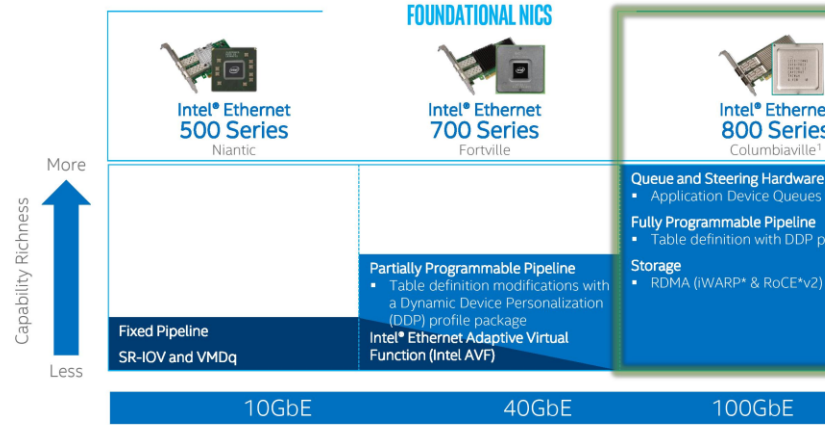 FOUNDATIONAL NICS
Intel® Ethernet
500 Series
Niantic
Intel® Ethernet
700 Series
Fortville
Intel® Ethernet
800 Series
Columbiaville¹
More
Capability Richness
Less
Fixed Pipeline
SR-IOV and VMDq
Partially Programmable Pipeline
▪ Table definition modifications with
a Dynamic Device Personalization
(DDP) profile package
Intel® Ethernet Adaptive Virtual
Function (Intel AVF)
Queue and Steering Hardware
▪ Application Device Queues
Fully Programmable Pipeline
▪ Table definition with DDP p
Storage
▪ RDMA (iWARP* & RoCE*v2)
10GbE
40GbE
100GbE